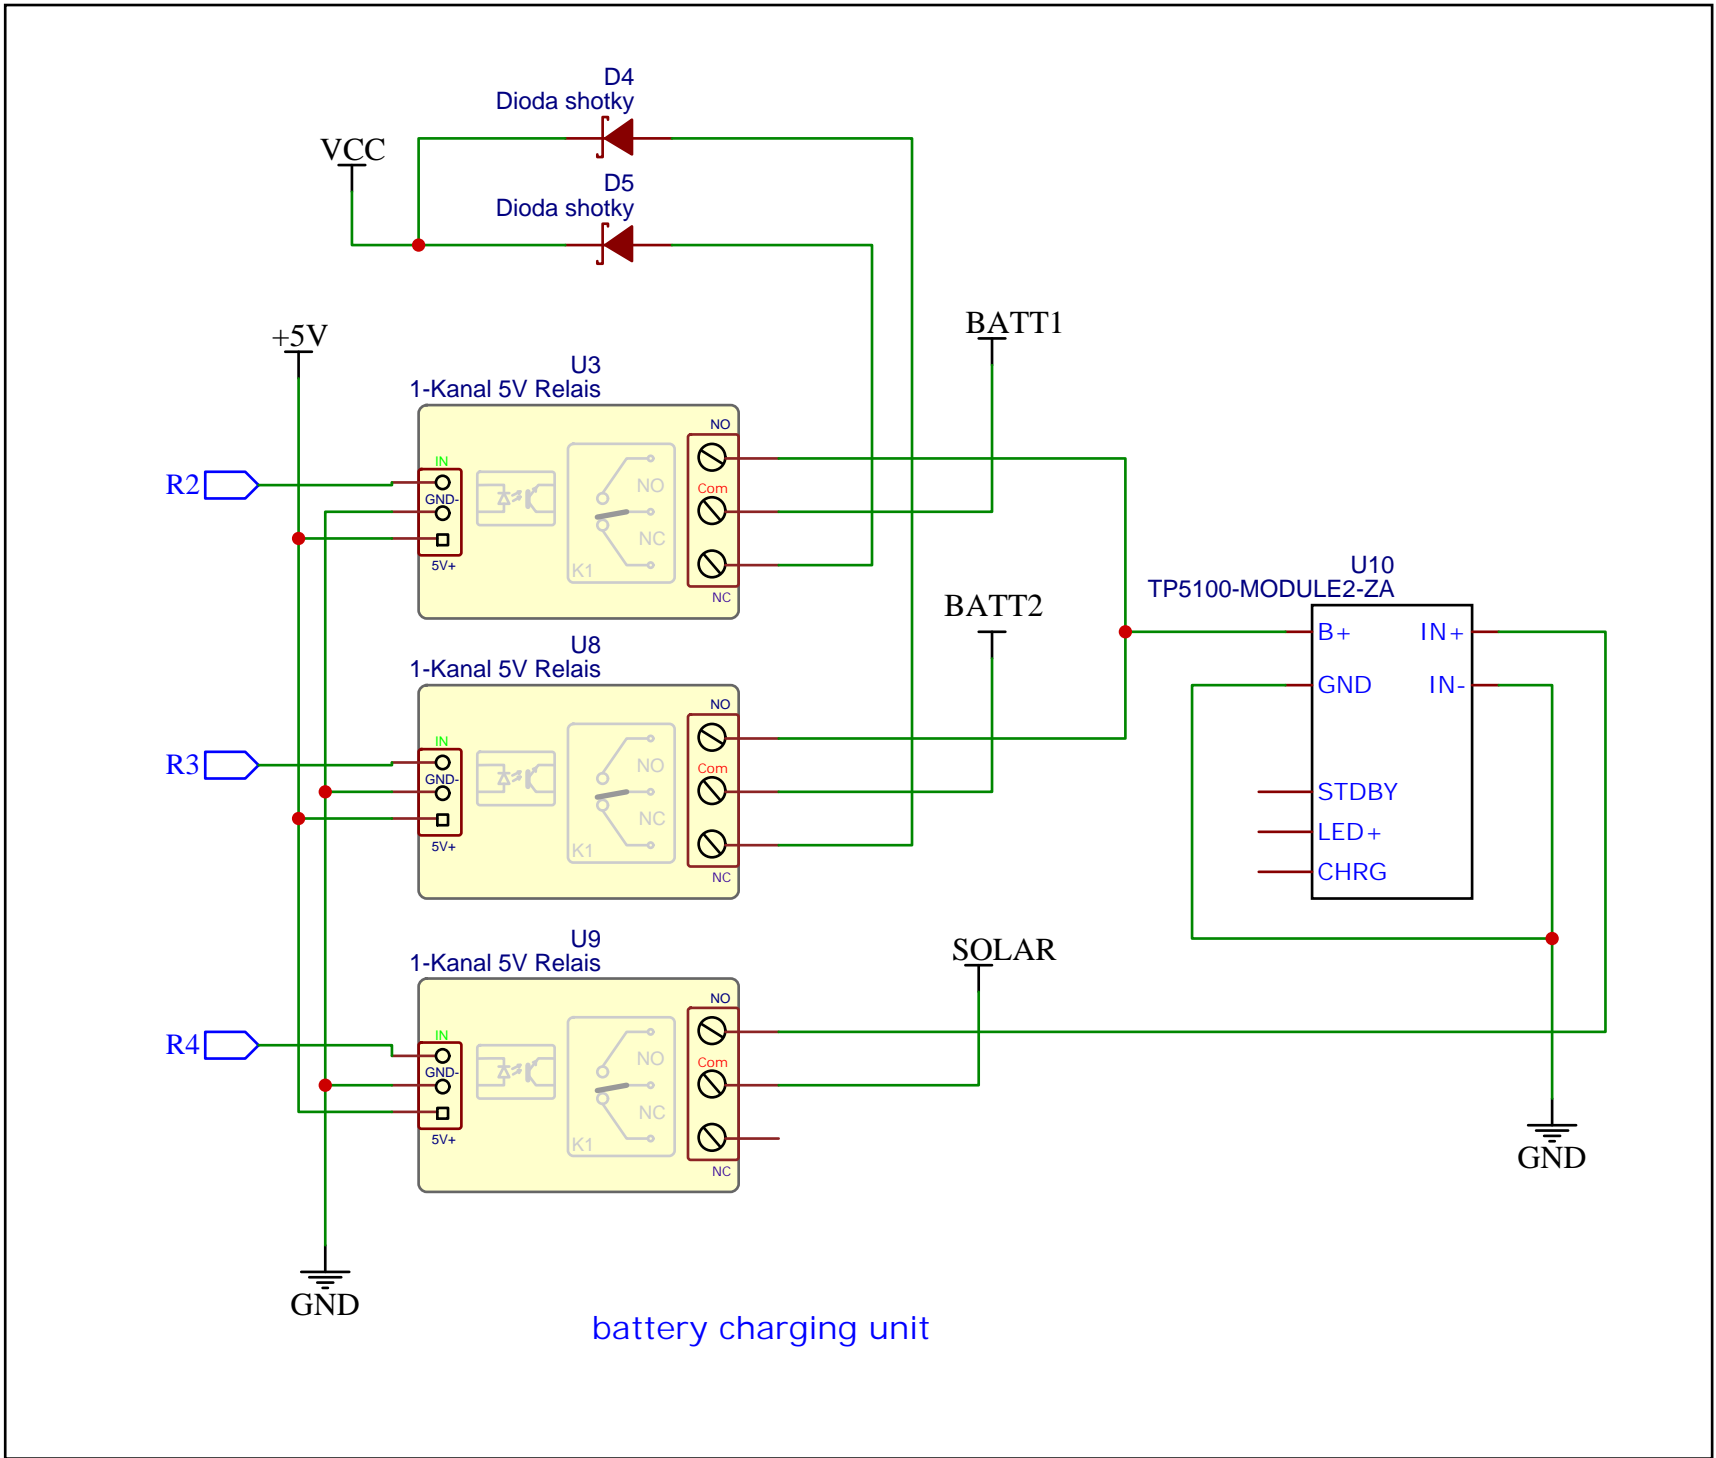 D4
Dioda shotky
VCC
D5
Dioda shotky
BATT1
+5V
U3
1-Kanal 5V Relais
NO
IN
R2
GND-
NO
Com
NC
K1
5V+
NC
U10
TP5100-MODULE2-ZA
BATT2
B+
IN+
U8
1-Kanal 5V Relais
GND
IN-
NO
IN
R3
GND-
NO
Com
NC
K1
5V+
NC
STDBY
LED+
CHRG
U9
1-Kanal 5V Relais
SOLAR
NO
IN
R4
GND-
NO
Com
NC
K1
5V+
NC
GND
GND
battery charging unit